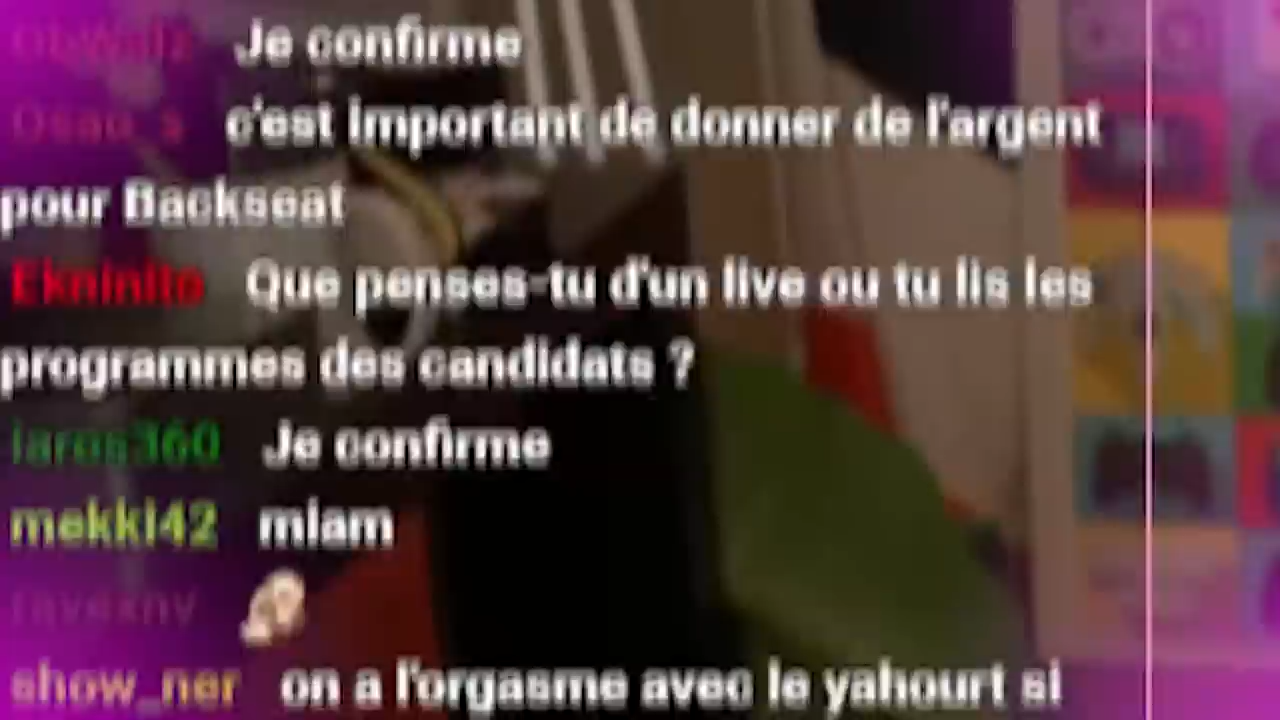 Je confirme
c'est important de donner de l'argent
pour Backseat
Ekninito Que penses-tu d'un live ou tu lis les
programmes des candidats ?
laros360 Je confirme
mekki42 miam
show_ner on a l'orgasme avec le yahourt si